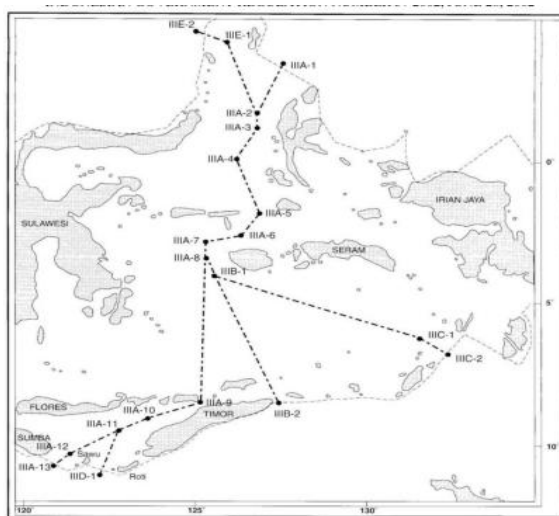 IIIE-2
IIIE-1
IIIA-1
IIIA-2
IIIA-3
IIIA-4
0°
IRIAN JAYA
IIIA-5
SULAWESI
IIIA-6
IIIA-7
SERAM
IIIA-8
IIIB-1
5°
IIIC-1
IIIC-2
FLORES
IIIA-10
IIIA-9
TIMOR
IIIB-2
IIIA-11
SUMBA
IIIA-12
Sawu
10°
IIIA-13
IIID-1
Roti
120°
125°
130°